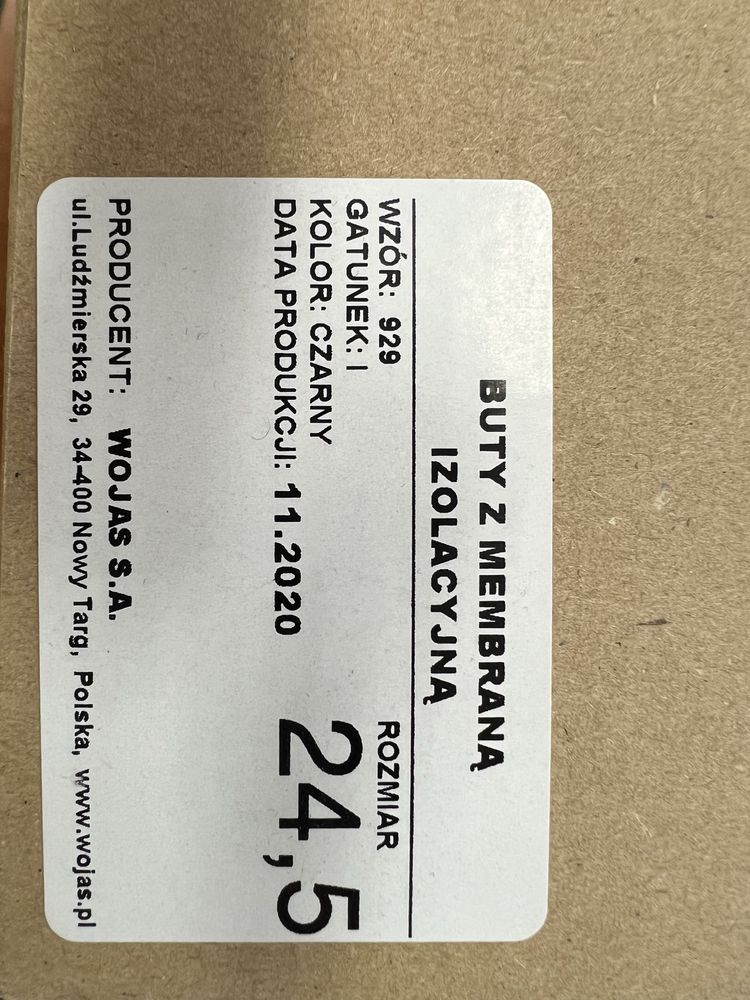 BUTY Z MEMBRANĄ
IZOLACYJNĄ
WZÓR: 929
GATUNEK: I
KOLOR: CZARNY
DATA PRODUKCJI: 11.2020
ROZMIAR
24,5
PRODUCENT: WOJAS S.A.
ul.Ludźmierska 29, 34-400 Nowy Targ, Polska, www.wojas.pl